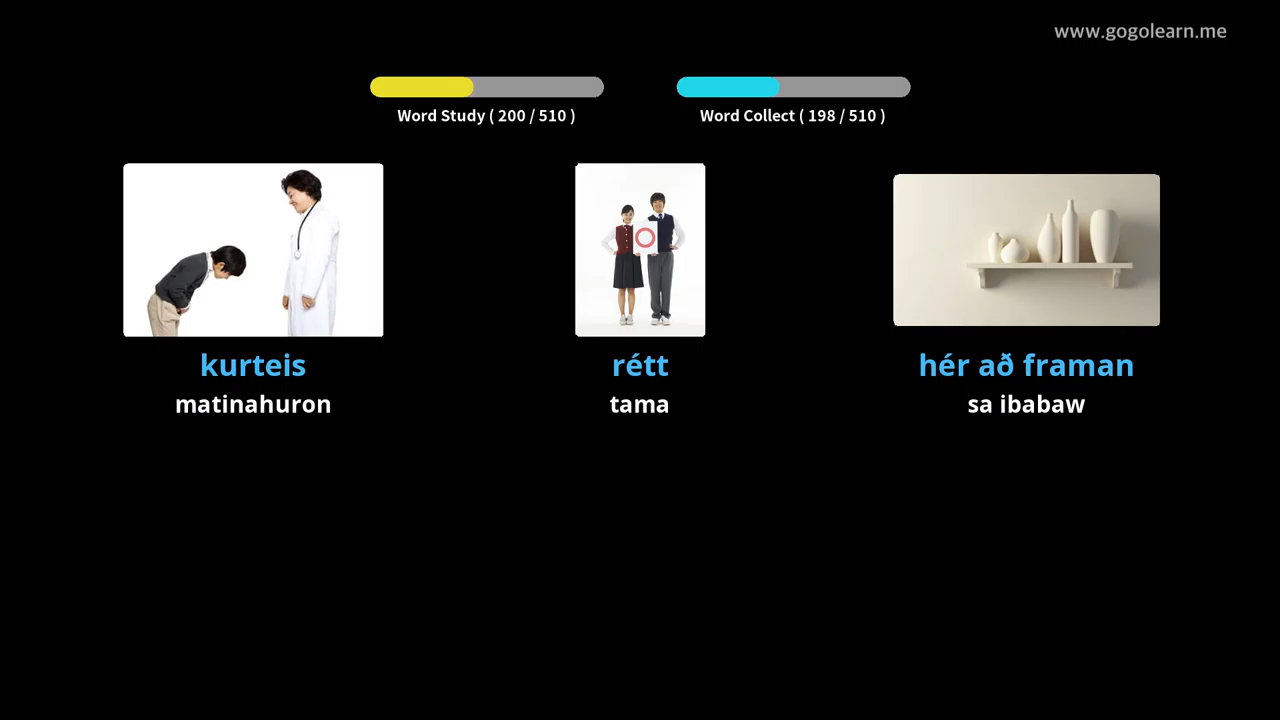 www.gogolearn.me
Word Study ( 200 / 510 )
Word Collect ( 198 / 510 )
kurteis
matinahuron
rétt
tama
hér að framan
sa ibabaw